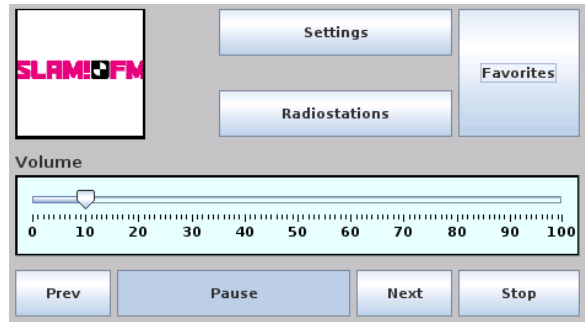 SLAM!FM
Settings
Favorites
Radiostations
Volume
0 10 20 30 40 50 60 70 80 90 100
Prev Pause Next Stop